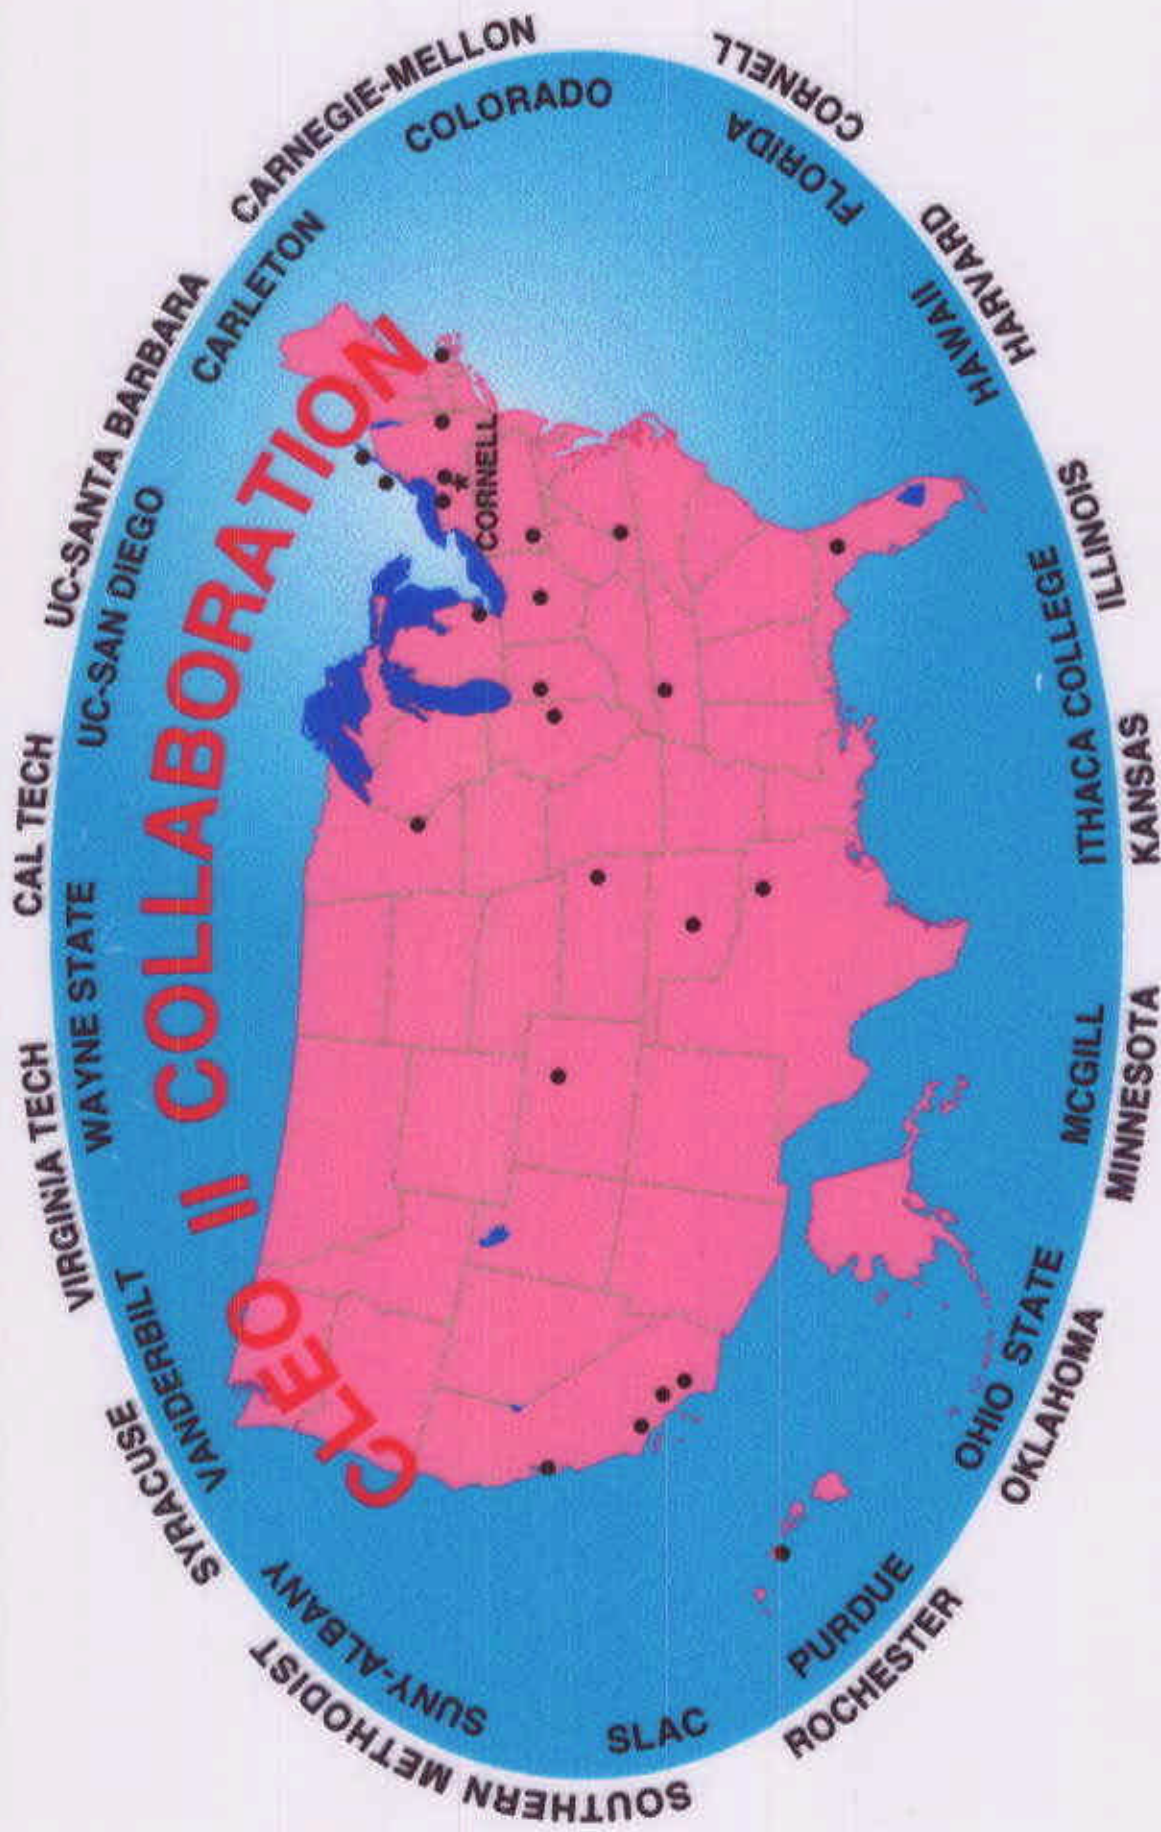 CLEO II COLLABORATION
CAL TECH
UC-SAN DIEGO
UC-SANTA BARBARA
CARLETON
CARNEGIE-MELLON
COLORADO
CORNELL
FLORIDA
HARVARD
HAWAII
ILLINOIS
ITHACA COLLEGE
KANSAS
MCGILL
MINNESOTA
OHIO STATE
OKLAHOMA
PURDUE
ROCHESTER
SLAC
SOUTHERN METHODIST
SUNY-ALBANY
SYRACUSE
VANDERBILT
VIRGINIA TECH
WAYNE STATE
CORNELL